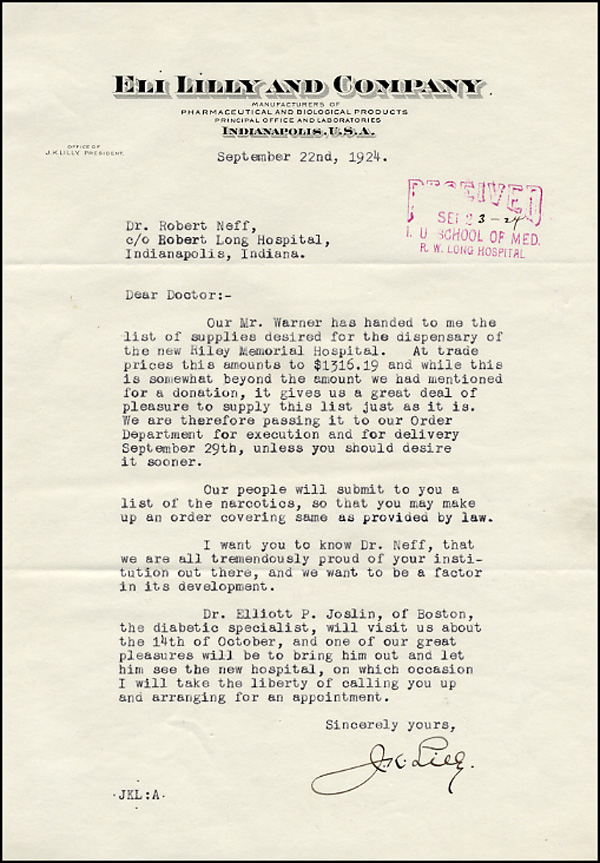 ELI LILLY AND COMPANY
MANUFACTURERS OF
PHARMACEUTICAL AND BIOLOGICAL PRODUCTS
PRINCIPAL OFFICE AND LABORATORIES
INDIANAPOLIS, U.S.A.
OFFICE OF
J.K.LILLY PRESIDENT.
September 22nd, 1924.
RECEIVED
SEP 23-24
I. U. SCHOOL OF MED.
R. W. LONG HOSPITAL
Dr. Robert Neff,
c/o Robert Long Hospital,
Indianapolis, Indiana.
Dear Doctor:-
Our Mr. Warner has handed to me the
list of supplies desired for the dispensary of
the new Riley Memorial Hospital. At trade
prices this amounts to $1316.19 and while this
is somewhat beyond the amount we had mentioned
for a donation, it gives us a great deal of
pleasure to supply this list just as it is.
We are therefore passing it to our Order
Department for execution and for delivery
September 29th, unless you should desire
it sooner.
Our people will submit to you a
list of the narcotics, so that you may make
up an order covering same as provided by law.
I want you to know Dr. Neff, that
we are all tremendously proud of your insti-
tution out there, and we want to be a factor
in its development.
Dr. Elliott P. Joslin, of Boston,
the diabetic specialist, will visit us about
the 14th of October, and one of our great
pleasures will be to bring him out and let
him see the new hospital, on which occasion
I will take the liberty of calling you up
and arranging for an appointment.
Sincerely yours,
J.K. Lilly.
JKL:A.